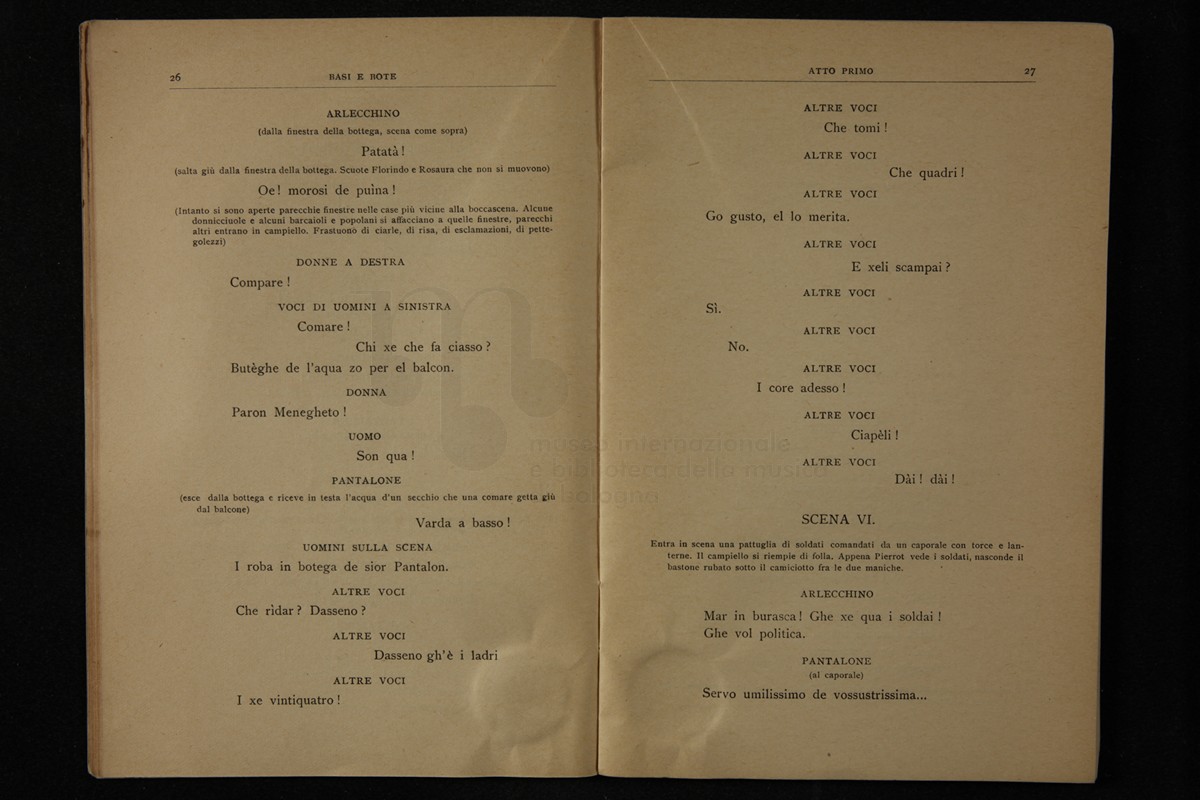 26
BASI E BOTE
ARLECCHINO
(dalla finestra della bottega, scena come sopra)
Patatà !
(salta giù dalla finestra della bottega. Scuote Florindo e Rosaura che non si muovono)
Oe! morosi de puìna !
(Intanto si sono aperte parecchie finestre nelle case più vicine alla boccascena. Alcune
donnicciuole e alcuni barcaioli e popolani si affacciano a quelle finestre, parecchi
altri entrano in campiello. Frastuono di ciarle, di risa, di esclamazioni, di pette-
golezzi)
DONNE A DESTRA
Compare !
VOCI DI UOMINI A SINISTRA
Comare !
Chi xe che fa ciasso ?
Butèghe de l'aqua zo per el balcon.
DONNA
Paron Menegheto !
UOMO
Son qua !
PANTALONE
(esce dalla bottega e riceve in testa l'acqua d'un secchio che una comare getta giù
dal balcone)
Varda a basso !
UOMINI SULLA SCENA
I roba in botega de sior Pantalon.
ALTRE VOCI
Che ridar ? Dasseno ?
ALTRE VOCI
Dasseno gh'è i ladri
ALTRE VOCI
I xe vintiquatro !
ATTO PRIMO
27
ALTRE VOCI
Che tomi !
ALTRE VOCI
Che quadri !
ALTRE VOCI
Go gusto, el lo merita.
ALTRE VOCI
E xeli scampai ?
ALTRE VOCI
Sì.
ALTRE VOCI
No.
ALTRE VOCI
I core adesso !
ALTRE VOCI
Ciapèli !
ALTRE VOCI
Dài ! dài !
SCENA VI.
Entra in scena una pattuglia di soldati comandati da un caporale con torce e lan-
terne. Il campiello si riempie di folla. Appena Pierrot vede i soldati, nasconde il
bastone rubato sotto il camiciotto fra le due maniche.
ARLECCHINO
Mar in burasca ! Ghe xe qua i soldai !
Ghe vol politica.
PANTALONE
(al caporale)
Servo umilissimo de vossustrissima...
museo internazionale
e biblioteca della musica
di bologna